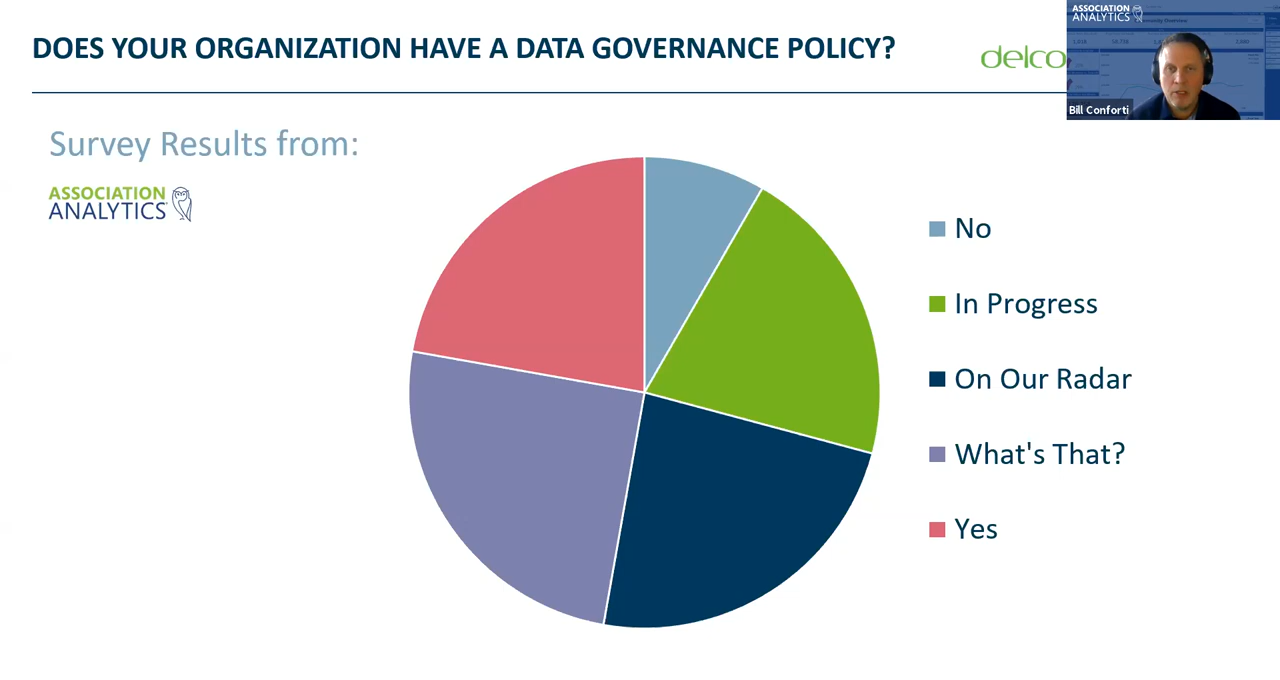 DOES YOUR ORGANIZATION HAVE A DATA GOVERNANCE POLICY?
delco
ASSOCIATION
ANALYTICS
Bill Conforti
Survey Results from:
ASSOCIATION
ANALYTICS
No
In Progress
On Our Radar
What's That?
Yes